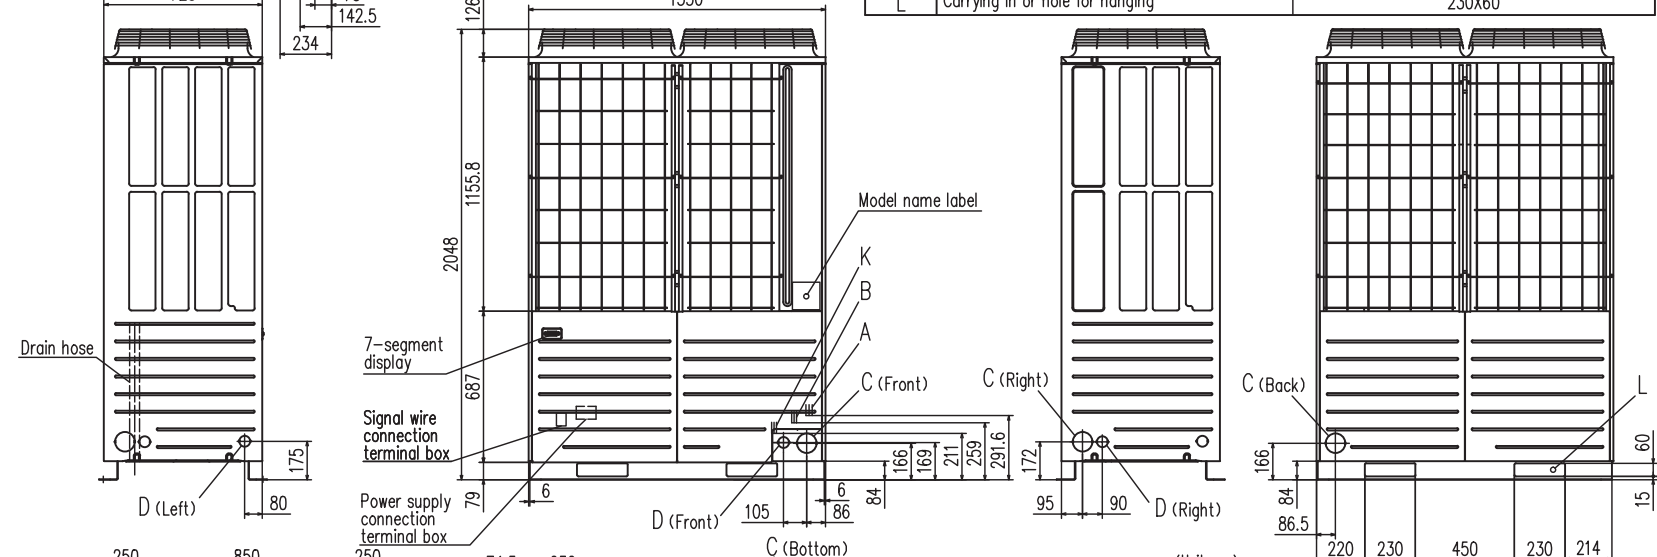 L
Carrying in or hole for hanging
230X60
142.5
234
126
1155.8
2048
687
79
Model name label
K
B
A
7-segment
display
Drain hose
Signal wire
connection
terminal box
Power supply
connection
terminal box
C (Front)
C (Right)
C (Back)
L
D (Left)
D (Front)
D (Right)
C (Bottom)
175
80
6
6
105
86
166
169
211
259
291.6
84
172
95
90
166
84
86.5
60
15
220
230
450
230
214
250
850
250